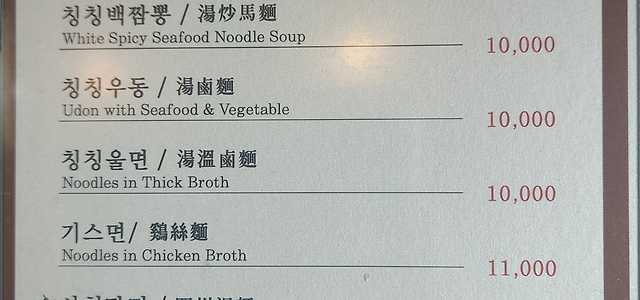 칭칭백짬뽕 / 湯炒馬麵
White Spicy Seafood Noodle Soup
10,000
칭칭우동 / 湯鹵麵
Udon with Seafood & Vegetable
10,000
칭칭울면 / 湯溫鹵麵
Noodles in Thick Broth
10,000
기스면/ 鷄絲麵
Noodles in Chicken Broth
11,000